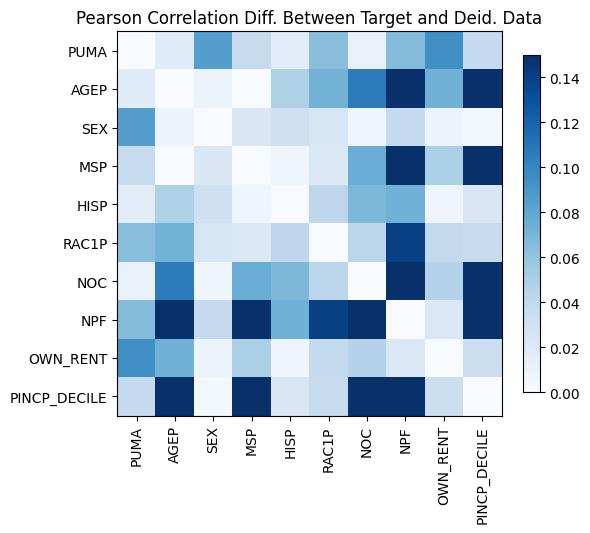 Pearson Correlation Diff. Between Target and Deid. Data
PUMA
AGEP
SEX
MSP
HISP
RAC1P
NOC
NPF
OWN_RENT
PINCP_DECILE
PUMA
AGEP
SEX
MSP
HISP
RAC1P
NOC
NPF
OWN_RENT
PINCP_DECILE
0.14
0.12
0.10
0.08
0.06
0.04
0.02
0.00